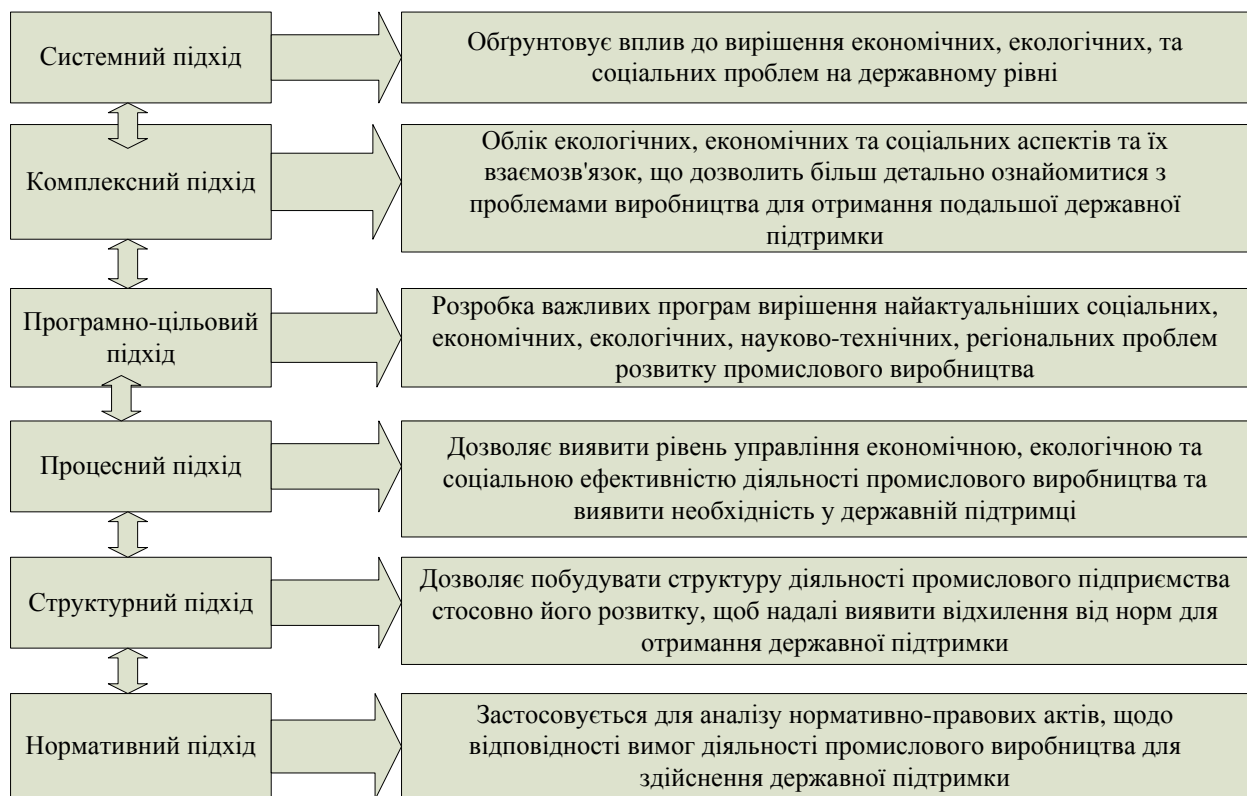 Системний підхід
Обґрунтовує вплив до вирішення економічних, екологічних, та
соціальних проблем на державному рівні
Комплексний підхід
Облік екологічних, економічних та соціальних аспектів та їх
взаємозв'язок, що дозволить більш детально ознайомитися з
проблемами виробництва для отримання подальшої державної
підтримки
Програмно-цільовий
підхід
Розробка важливих програм вирішення найактуальніших соціальних,
економічних, екологічних, науково-технічних, регіональних проблем
розвитку промислового виробництва
Процесний підхід
Дозволяє виявити рівень управління економічною, екологічною та
соціальною ефективністю діяльності промислового виробництва та
виявити необхідність у державній підтримці
Структурний підхід
Дозволяє побудувати структуру діяльності промислового підприємства
стосовно його розвитку, щоб надалі виявити відхилення від норм для
отримання державної підтримки
Нормативний підхід
Застосовується для аналізу нормативно-правових актів, щодо
відповідності вимог діяльності промислового виробництва для
здійснення державної підтримки